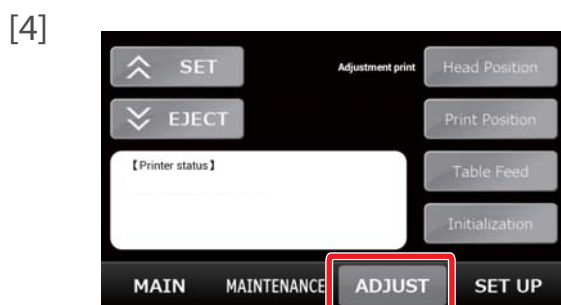 [4]
SET
Adjustment print
Head Position
EJECT
Print Position
【Printer status】
Table Feed
Initialization
MAIN MAINTENANCE ADJUST SET UP